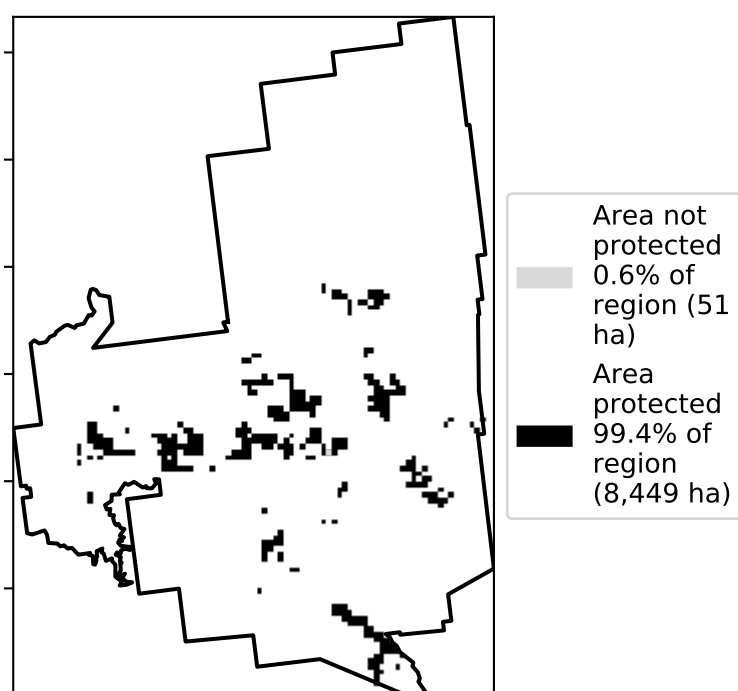 Area not
protected
0.6% of
region (51
ha)
Area
protected
99.4% of
region
(8,449 ha)